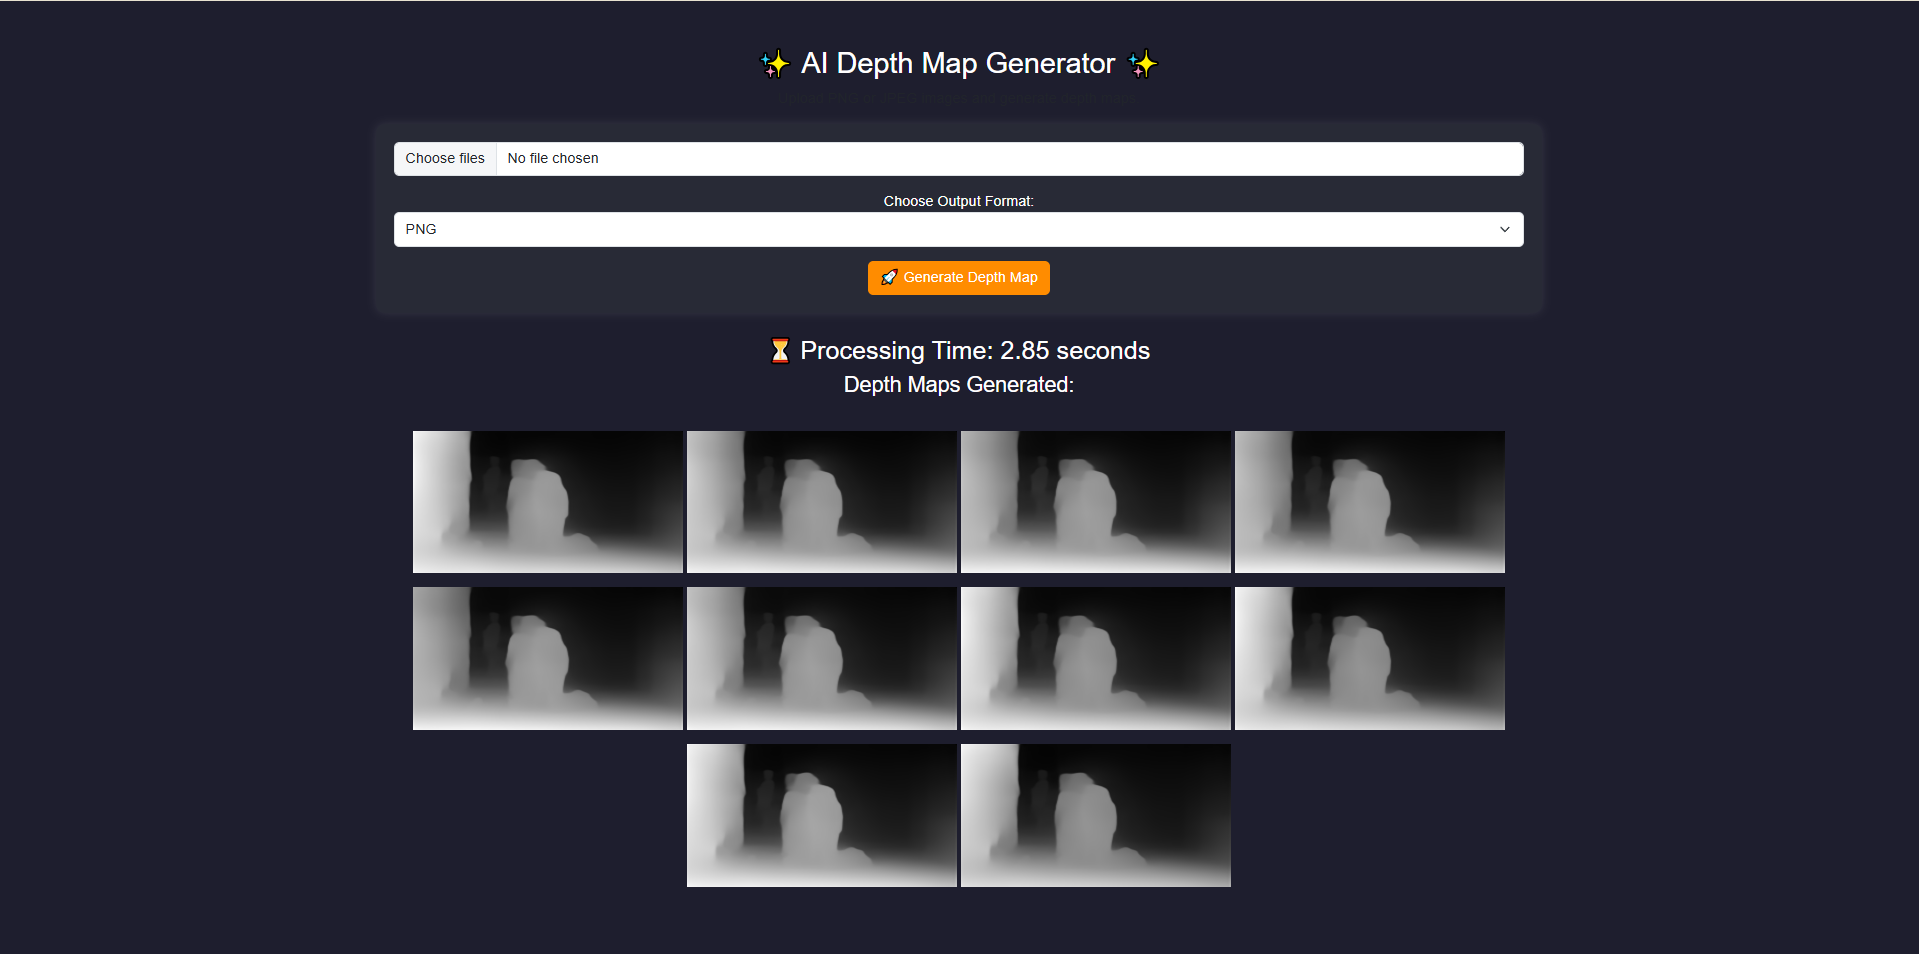 ✨ AI Depth Map Generator ✨
Choose files No file chosen
Choose Output Format:
PNG
🚀 Generate Depth Map
⏳ Processing Time: 2.85 seconds
Depth Maps Generated: